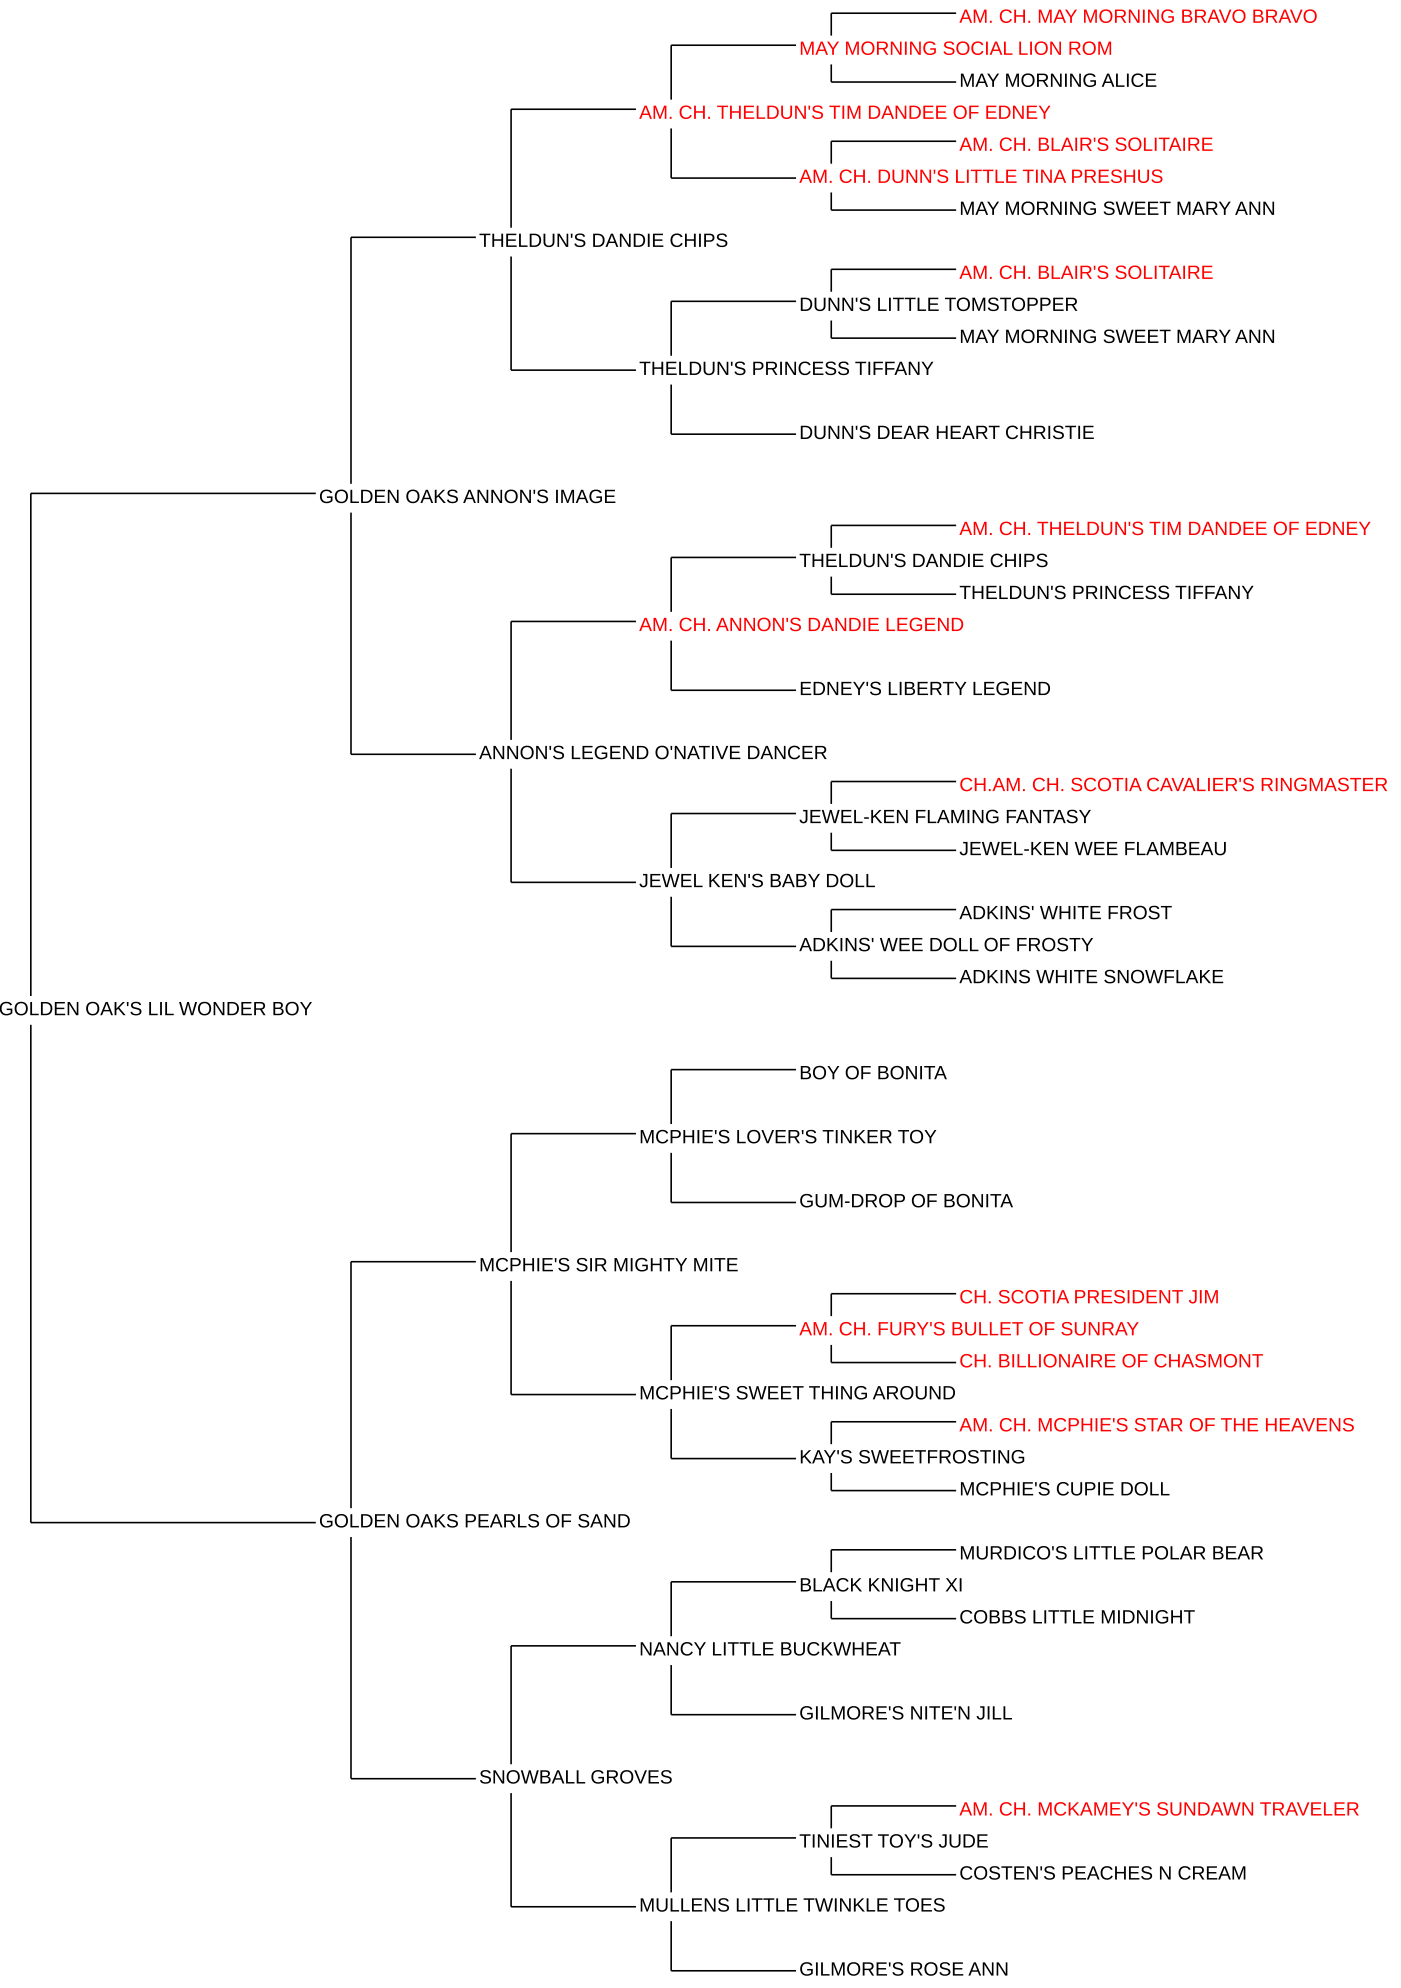 AM. CH. MAY MORNING BRAVO BRAVO
MAY MORNING SOCIAL LION ROM
MAY MORNING ALICE
AM. CH. THELDUN'S TIM DANDEE OF EDNEY
AM. CH. BLAIR'S SOLITAIRE
AM. CH. DUNN'S LITTLE TINA PRESHUS
MAY MORNING SWEET MARY ANN
THELDUN'S DANDIE CHIPS
AM. CH. BLAIR'S SOLITAIRE
DUNN'S LITTLE TOMSTOPPER
MAY MORNING SWEET MARY ANN
THELDUN'S PRINCESS TIFFANY
DUNN'S DEAR HEART CHRISTIE
GOLDEN OAKS ANNON'S IMAGE
AM. CH. THELDUN'S TIM DANDEE OF EDNEY
THELDUN'S DANDIE CHIPS
THELDUN'S PRINCESS TIFFANY
AM. CH. ANNON'S DANDIE LEGEND
EDNEY'S LIBERTY LEGEND
ANNON'S LEGEND O'NATIVE DANCER
CH.AM. CH. SCOTIA CAVALIER'S RINGMASTER
JEWEL-KEN FLAMING FANTASY
JEWEL-KEN WEE FLAMBEAU
JEWEL KEN'S BABY DOLL
ADKINS' WHITE FROST
ADKINS' WEE DOLL OF FROSTY
ADKINS WHITE SNOWFLAKE
GOLDEN OAK'S LIL WONDER BOY
BOY OF BONITA
MCPHIE'S LOVER'S TINKER TOY
GUM-DROP OF BONITA
MCPHIE'S SIR MIGHTY MITE
CH. SCOTIA PRESIDENT JIM
AM. CH. FURY'S BULLET OF SUNRAY
CH. BILLIONAIRE OF CHASMONT
MCPHIE'S SWEET THING AROUND
AM. CH. MCPHIE'S STAR OF THE HEAVENS
KAY'S SWEETFROSTING
MCPHIE'S CUPIE DOLL
GOLDEN OAKS PEARLS OF SAND
MURDICO'S LITTLE POLAR BEAR
BLACK KNIGHT XI
COBBS LITTLE MIDNIGHT
NANCY LITTLE BUCKWHEAT
GILMORE'S NITE'N JILL
SNOWBALL GROVES
AM. CH. MCKAMEY'S SUNDAWN TRAVELER
TINIEST TOY'S JUDE
COSTEN'S PEACHES N CREAM
MULLENS LITTLE TWINKLE TOES
GILMORE'S ROSE ANN